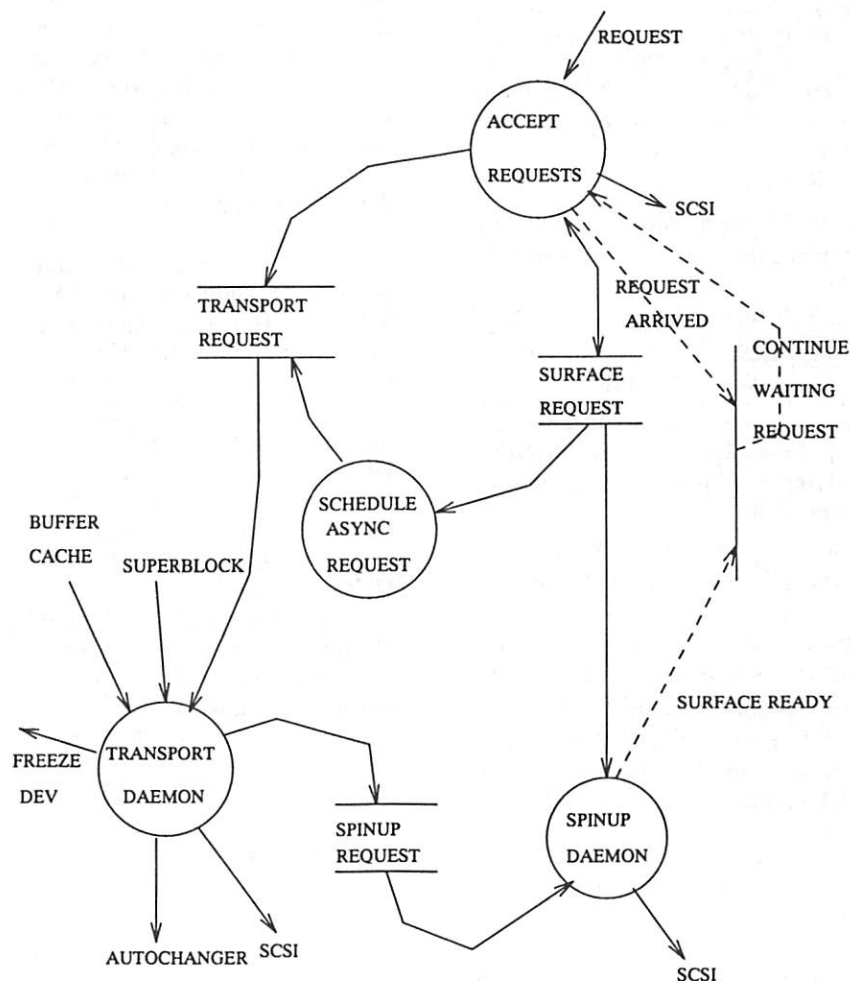 REQUEST
ACCEPT
REQUESTS
SCSI
TRANSPORT
REQUEST
REQUEST
ARRIVED
CONTINUE
WAITING
REQUEST
SURFACE
REQUEST
SCHEDULE
ASYNC
REQUEST
BUFFER
CACHE
SUPERBLOCK
SURFACE READY
FREEZE
DEV
TRANSPORT
DAEMON
SPINUP
REQUEST
SPINUP
DAEMON
AUTOCHANGER
SCSI
SCSI